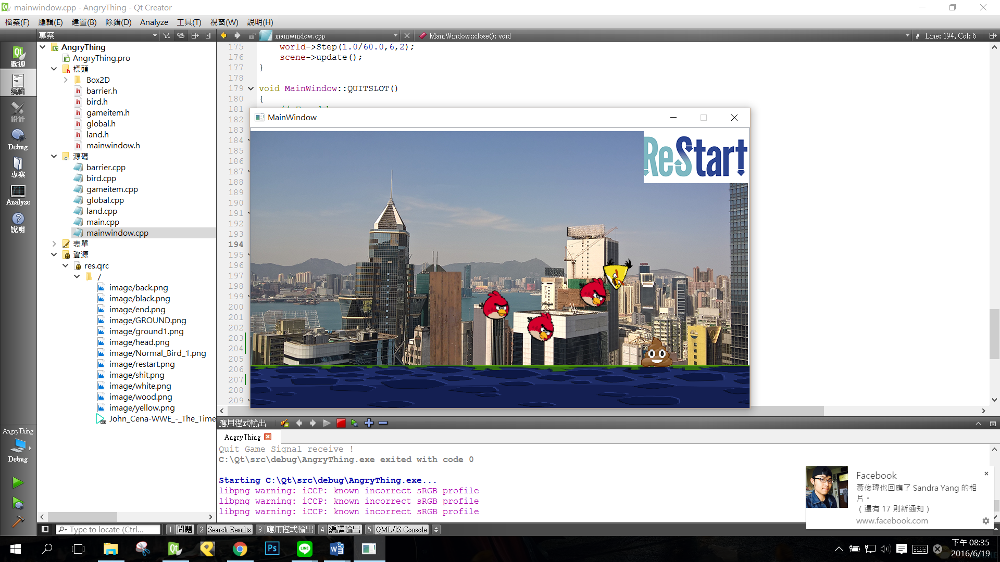 mainwindow.cpp - AngryThing - Qt Creator
檔案(F) 編輯(E) 建置(B) 除錯(D) Analyze 工具(T) 視窗(W) 說明(H)
專案
mainwindow.cpp
MainWindow::close(): void
# Line: 194, Col: 6
歡迎
編輯
設計
Debug
專案
Analyze
說明
AngryThing
Debug
AngryThing
AngryThing.pro
標頭
Box2D
barrier.h
bird.h
gameitem.h
global.h
land.h
mainwindow.h
源碼
barrier.cpp
bird.cpp
gameitem.cpp
global.cpp
land.cpp
main.cpp
mainwindow.cpp
表單
資源
res.qrc
/
image/back.png
image/black.png
image/end.png
image/GROUND.png
image/ground1.png
image/head.png
image/Normal_Bird_1.png
image/restart.png
image/shit.png
image/white.png
image/wood.png
image/yellow.png
John_Cena-WWE_-_The_Time
175 world->Step(1.0/60.0,6,2);
176 scene->update();
177 }
178
179 void MainWindow::QUITSLOT()
180 {
181 //
182
183
184
185
186
187
188
189
190
191
192
193
194
195
196
197
198
199
200
201
202
203
204
205
206
207
208
209
MainWindow
ReStart
應用程式輸出
AngryThing
Quit Game Signal receive !
C:\Qt\src\debug\AngryThing.exe exited with code 0
Starting C:\Qt\src\debug\AngryThing.exe...
libpng warning: iCCP: known incorrect sRGB profile
libpng warning: iCCP: known incorrect sRGB profile
libpng warning: iCCP: known incorrect sRGB profile
Facebook
黃俊瑋也回應了 Sandra Yang 的相
片。
（還有 17 則新通知）
www.facebook.com
Type to locate (Ctrl...
1 問題 2 Search Results 3 應用程式輸出 4 編譯輸出 5 QML/JS Console
下午 08:35
2016/6/19